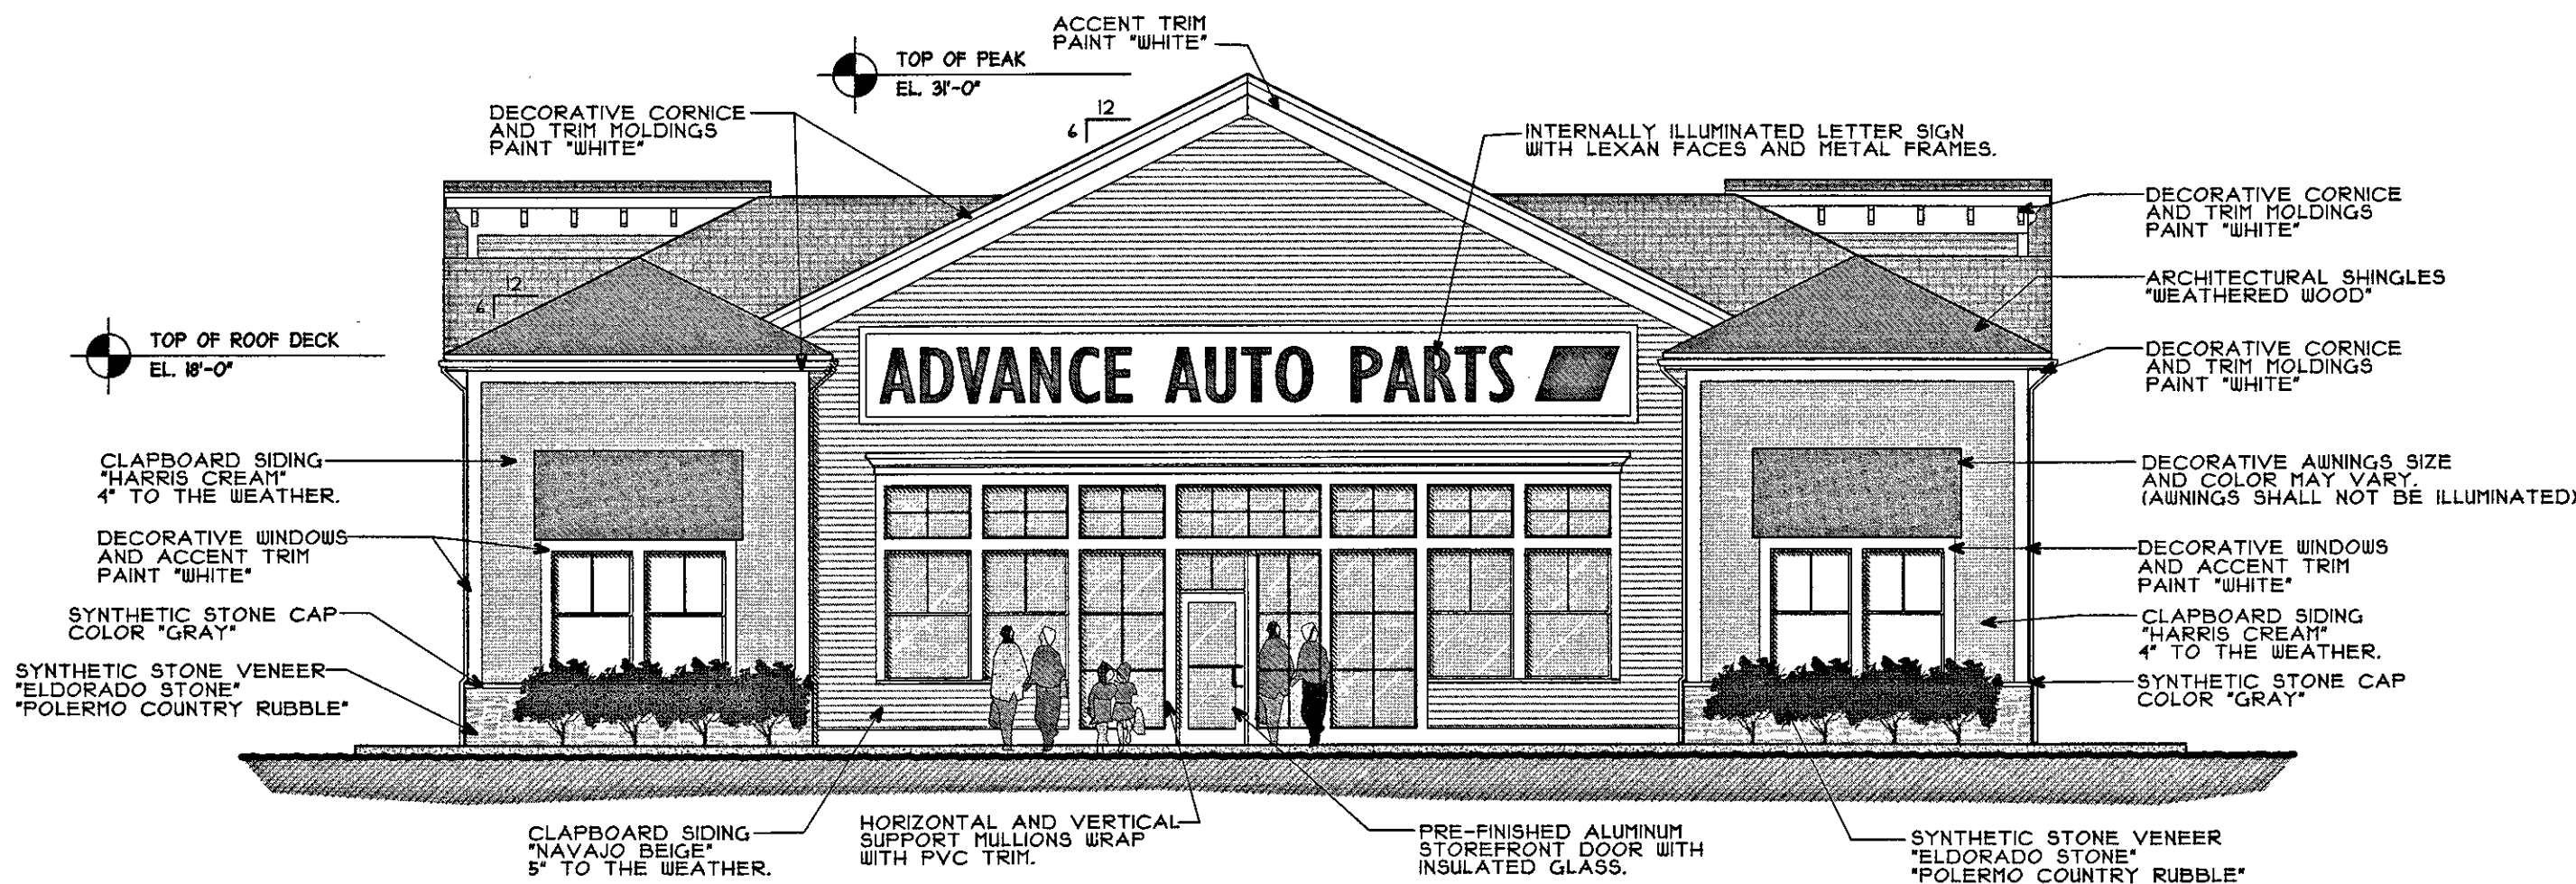 ACCENT TRIM
PAINT "WHITE"
TOP OF PEAK
EL. 31'-0"
DECORATIVE CORNICE
AND TRIM MOLDINGS
PAINT "WHITE"
12
6
INTERNALLY ILLUMINATED LETTER SIGN
WITH LEXAN FACES AND METAL FRAMES.
DECORATIVE CORNICE
AND TRIM MOLDINGS
PAINT "WHITE"
12
6
ARCHITECTURAL SHINGLES
"WEATHERED WOOD"
TOP OF ROOF DECK
EL. 18'-0"
DECORATIVE CORNICE
AND TRIM MOLDINGS
PAINT "WHITE"
ADVANCE AUTO PARTS
CLAPBOARD SIDING
"HARRIS CREAM"
4" TO THE WEATHER.
DECORATIVE AWNINGS SIZE
AND COLOR MAY VARY.
(AWNINGS SHALL NOT BE ILLUMINATED)
DECORATIVE WINDOWS
AND ACCENT TRIM
PAINT "WHITE"
DECORATIVE WINDOWS
AND ACCENT TRIM
PAINT "WHITE"
SYNTHETIC STONE CAP
COLOR "GRAY"
CLAPBOARD SIDING
"HARRIS CREAM"
4" TO THE WEATHER.
SYNTHETIC STONE VENEER
"ELDORADO STONE"
"POLERMO COUNTRY RUBBLE"
SYNTHETIC STONE CAP
COLOR "GRAY"
CLAPBOARD SIDING
"NAVAJO BEIGE"
5" TO THE WEATHER.
HORIZONTAL AND VERTICAL
SUPPORT MULLIONS WRAP
WITH PVC TRIM.
PRE-FINISHED ALUMINUM
STOREFRONT DOOR WITH
INSULATED GLASS.
SYNTHETIC STONE VENEER
"ELDORADO STONE"
"POLERMO COUNTRY RUBBLE"